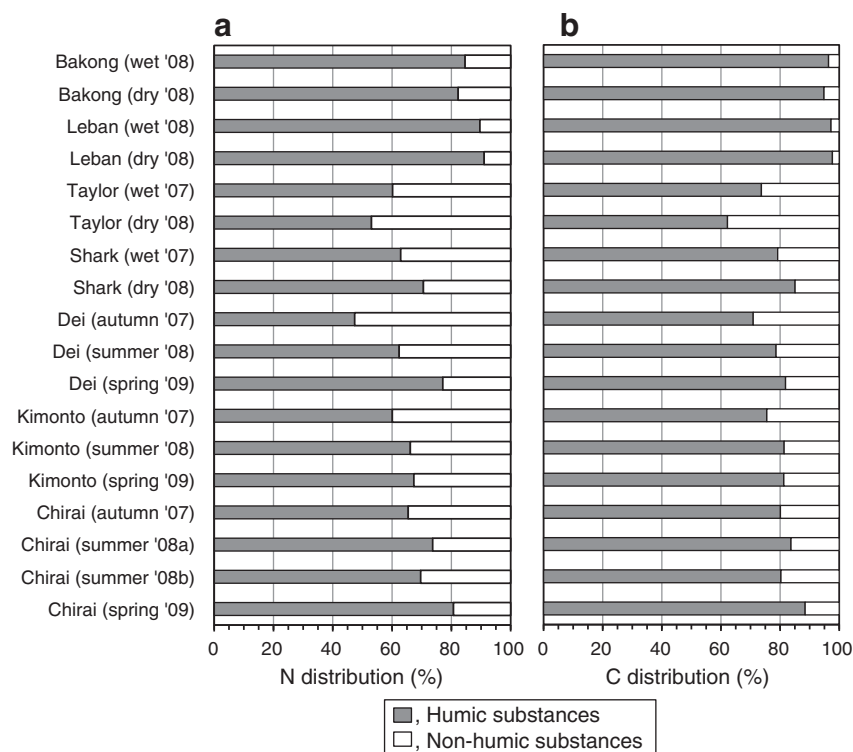 a
b
Bakong (wet '08)
Bakong (dry '08)
Leban (wet '08)
Leban (dry '08)
Taylor (wet '07)
Taylor (dry '08)
Shark (wet '07)
Shark (dry '08)
Dei (autumn '07)
Dei (summer '08)
Dei (spring '09)
Kimonto (autumn '07)
Kimonto (summer '08)
Kimonto (spring '09)
Chirai (autumn '07)
Chirai (summer '08a)
Chirai (summer '08b)
Chirai (spring '09)
0 20 40 60 80 100
N distribution (%)
0 20 40 60 80 100
C distribution (%)
, Humic substances
, Non-humic substances